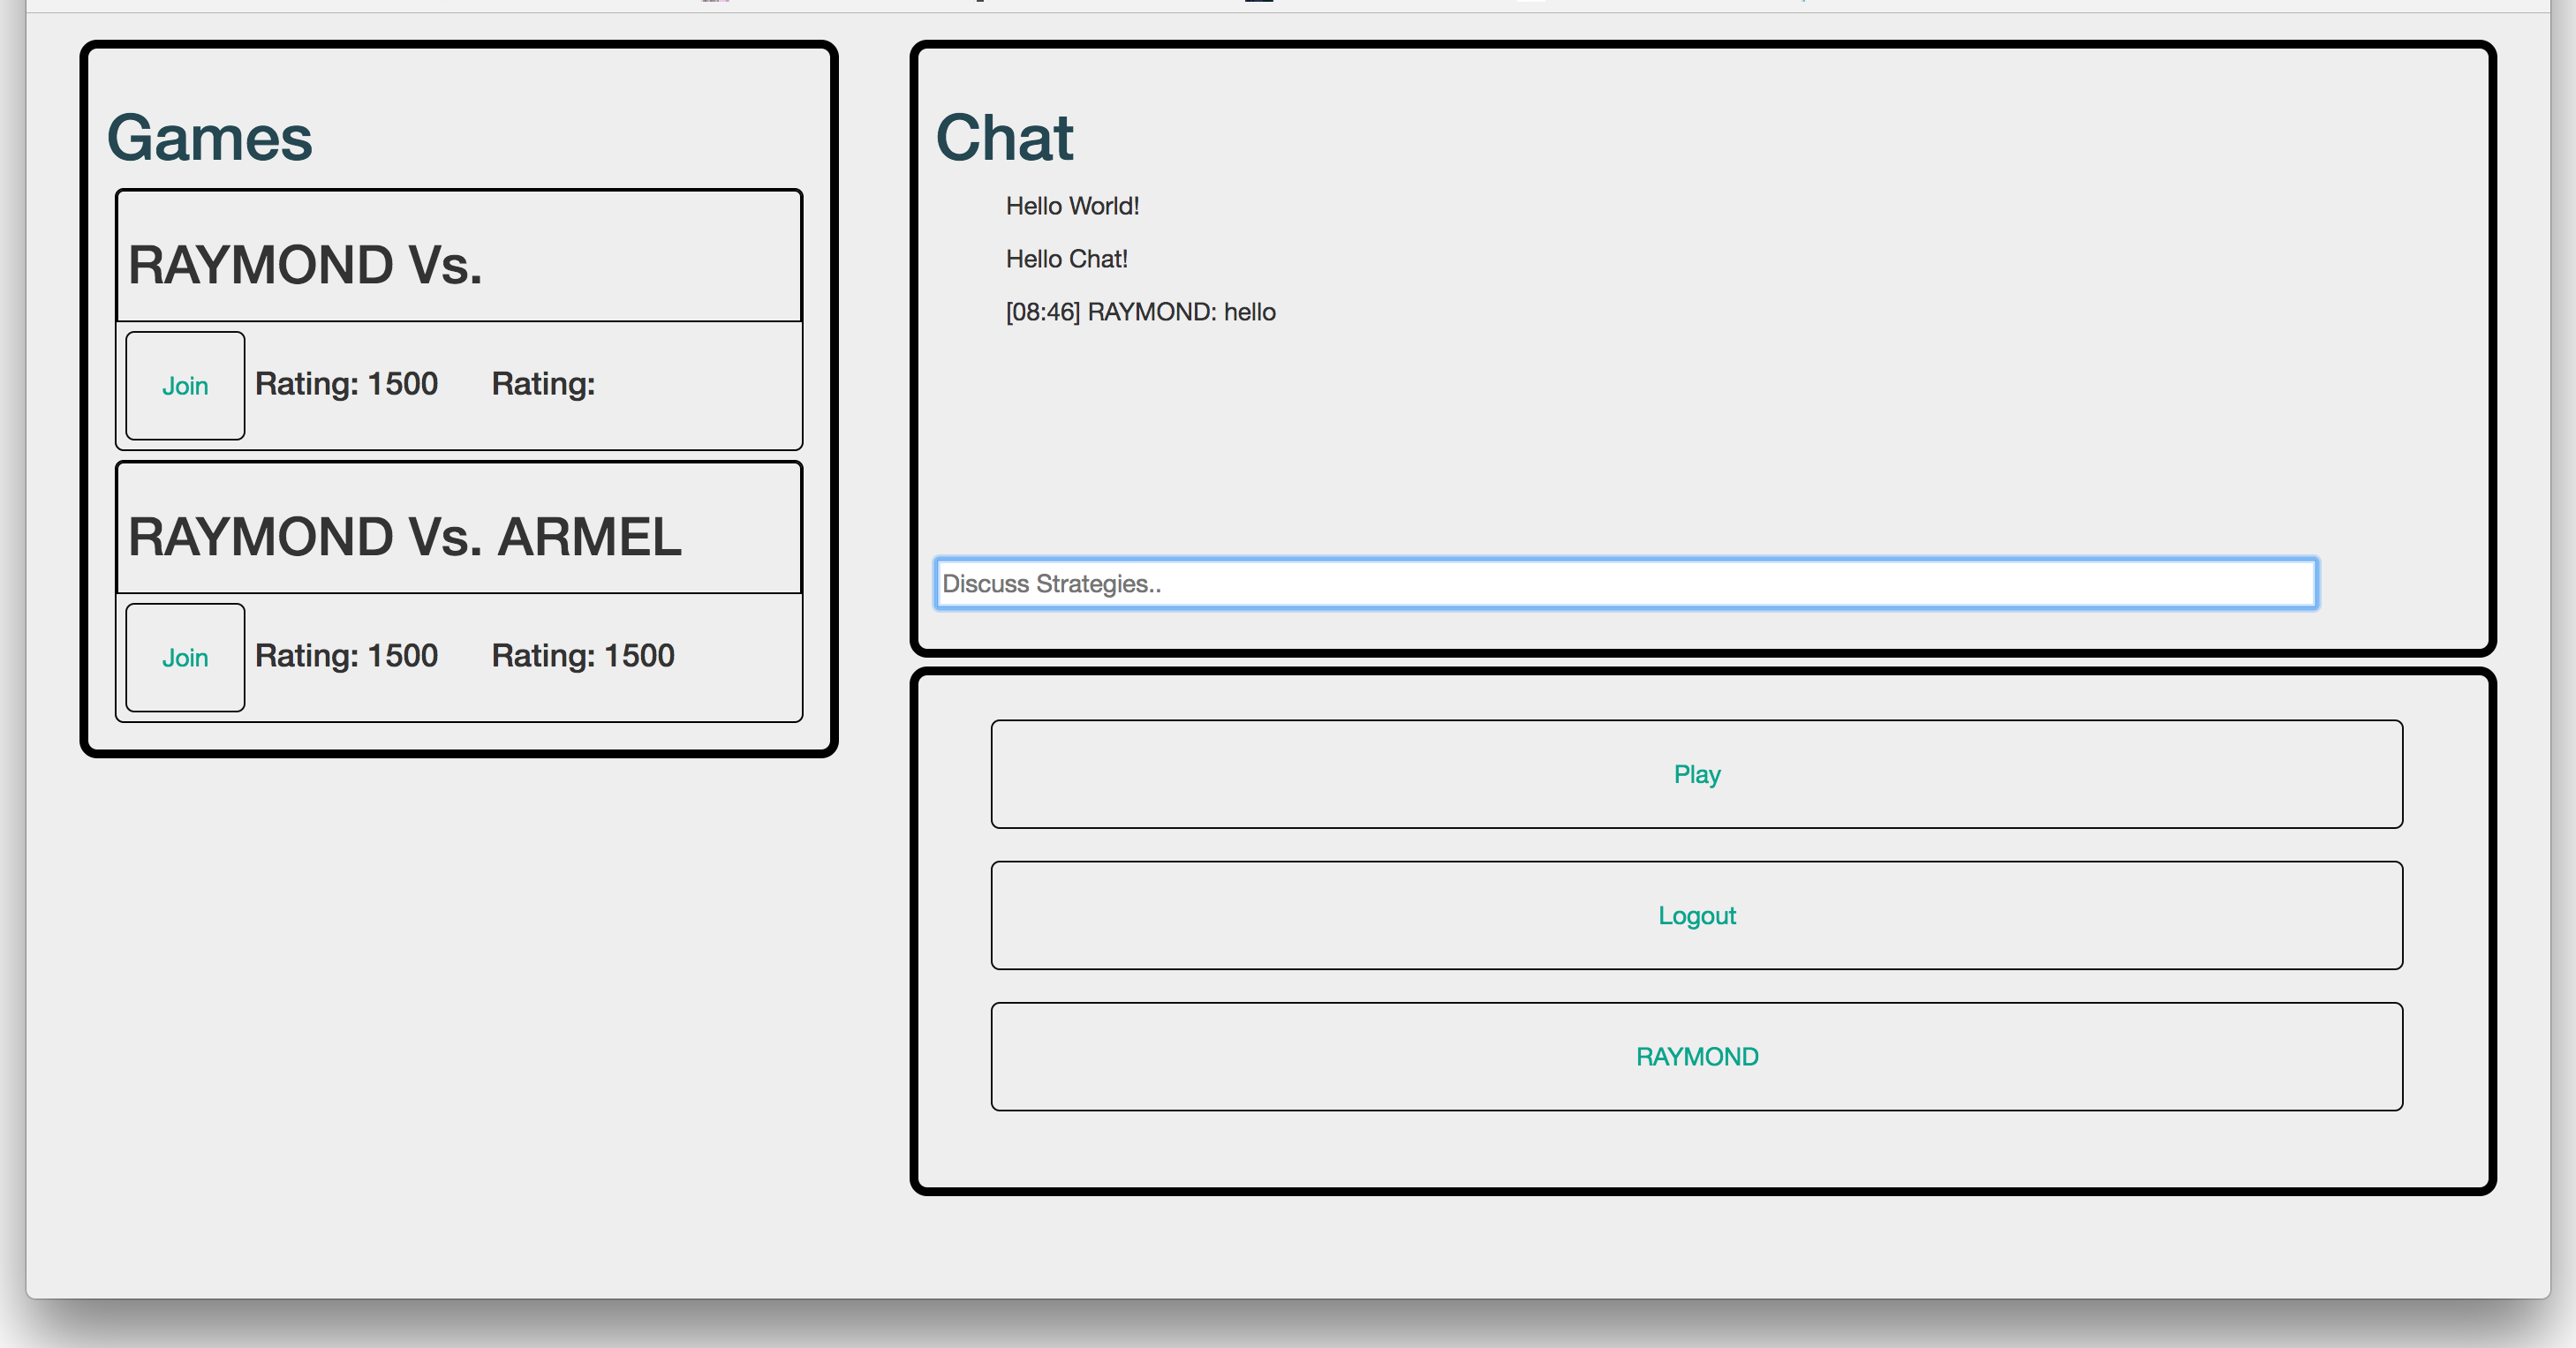 Games
RAYMOND Vs.
Join Rating: 1500 Rating:
RAYMOND Vs. ARMEL
Join Rating: 1500 Rating: 1500
Chat
Hello World!
Hello Chat!
[08:46] RAYMOND: hello
Discuss Strategies..
Play
Logout
RAYMOND